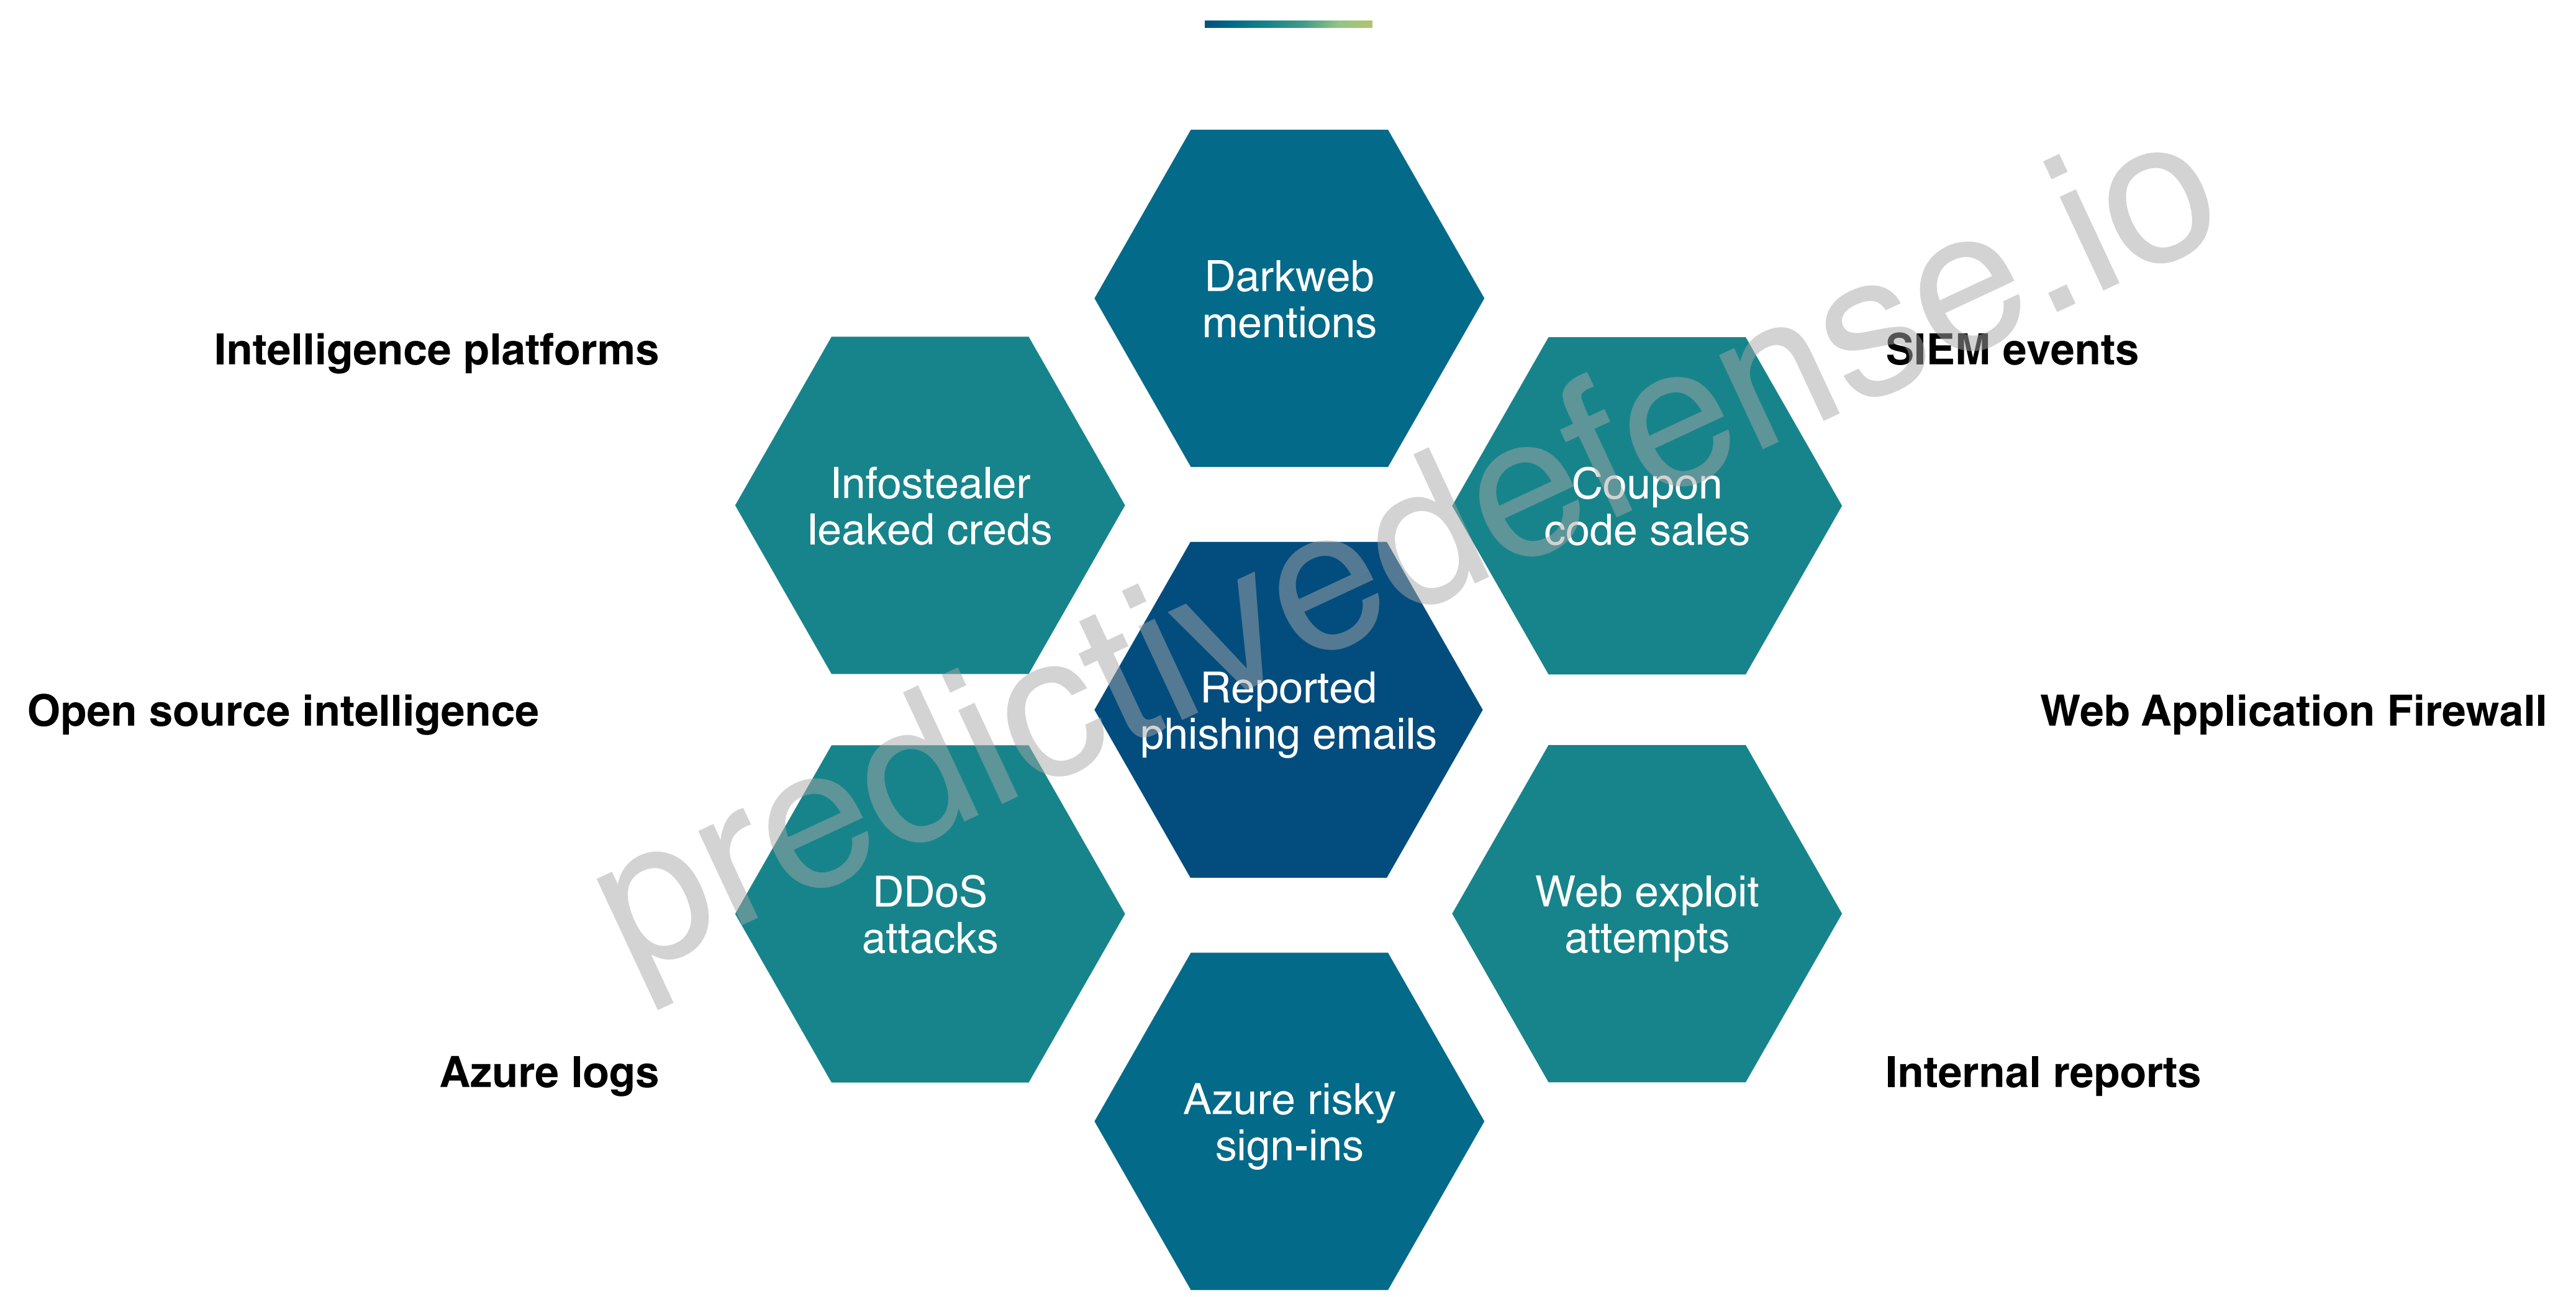 Darkweb
mentions
Intelligence platforms
SIEM events
Infostealer
leaked creds
Coupon
code sales
Open source intelligence
Reported
phishing emails
Web Application Firewall
DDoS
attacks
Web exploit
attempts
Azure logs
Internal reports
Azure risky
sign-ins
predictivedefense.io